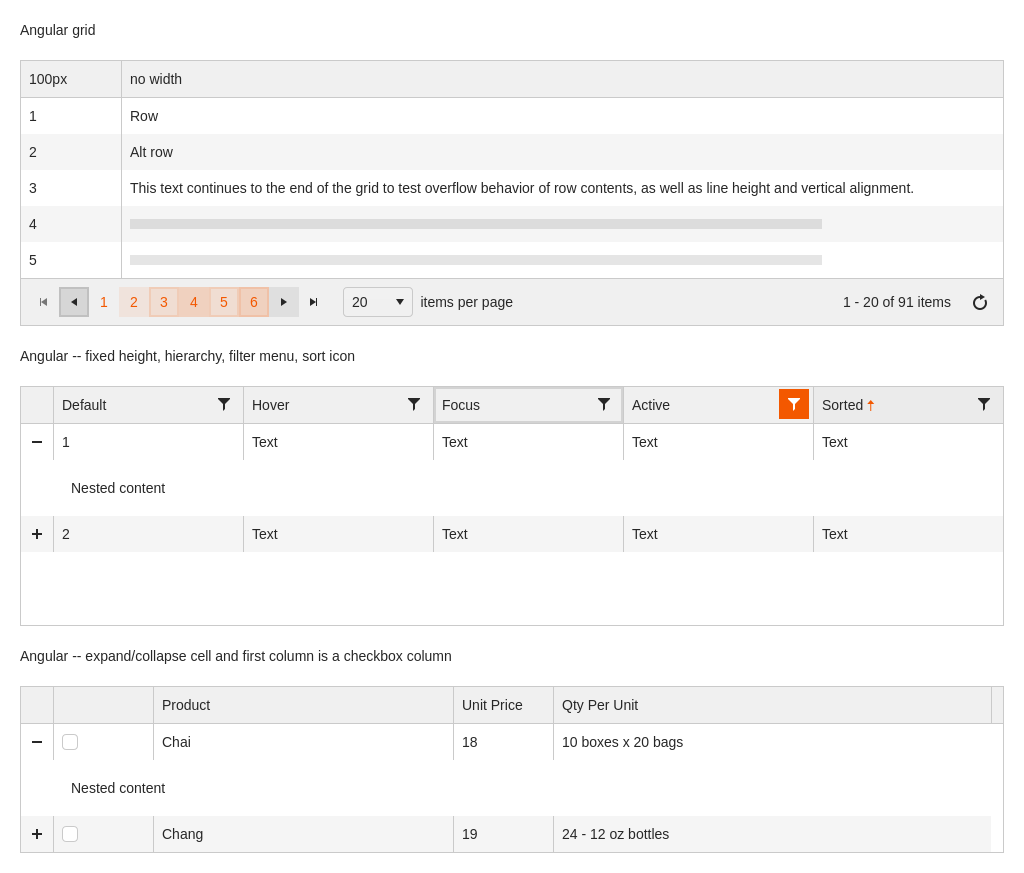 Angular grid
100px no width
1 Row
2 Alt row
3 This text continues to the end of the grid to test overflow behavior of row contents, as well as line height and vertical alignment.
4
5
1 2 3 4 5 6 20 items per page 1 - 20 of 91 items
Angular -- fixed height, hierarchy, filter menu, sort icon
Default Hover Focus Active Sorted
1 Text Text Text Text
Nested content
2 Text Text Text Text
Angular -- expand/collapse cell and first column is a checkbox column
Product Unit Price Qty Per Unit
Chai 18 10 boxes x 20 bags
Nested content
Chang 19 24 - 12 oz bottles